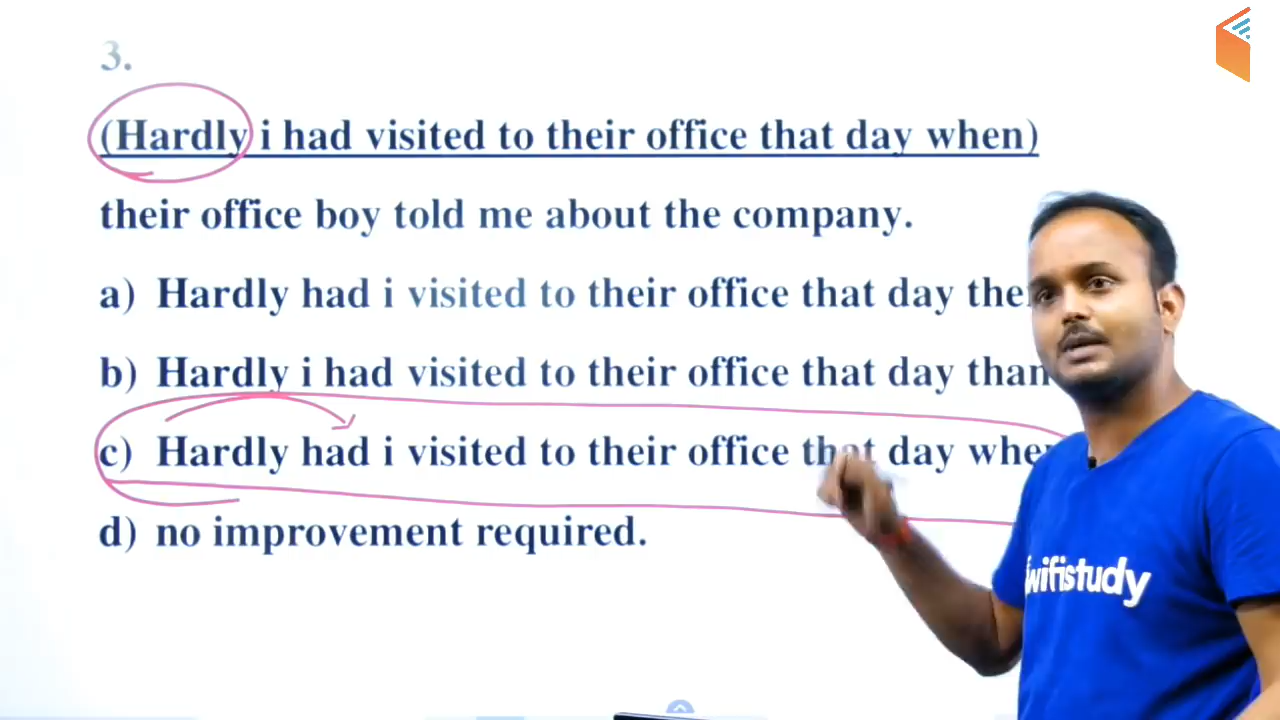 3.
(Hardly i had visited to their office that day when)
their office boy told me about the company.
a) Hardly had i visited to their office that day
b) Hardly i had visited to their office that day than
c) Hardly had i visited to their office that day
d) no improvement required.
wifistudy